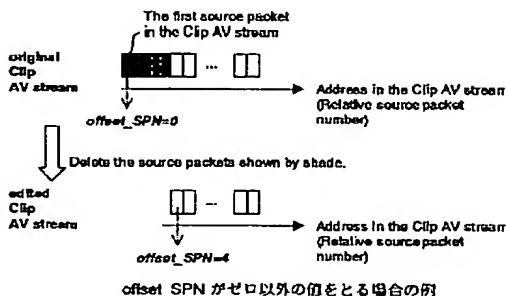 The first source packet
in the Clip AV stream
original
Clip
AV stream
...
Address in the Clip AV stream
(Relative source packet
number)
offset_SPN=0
Delete the source packets shown by shade.
edited
Clip
AV stream
...
Address in the Clip AV stream
(Relative source packet
number)
offset_SPN=4
offset SPN がゼロ以外の値をとる場合の例